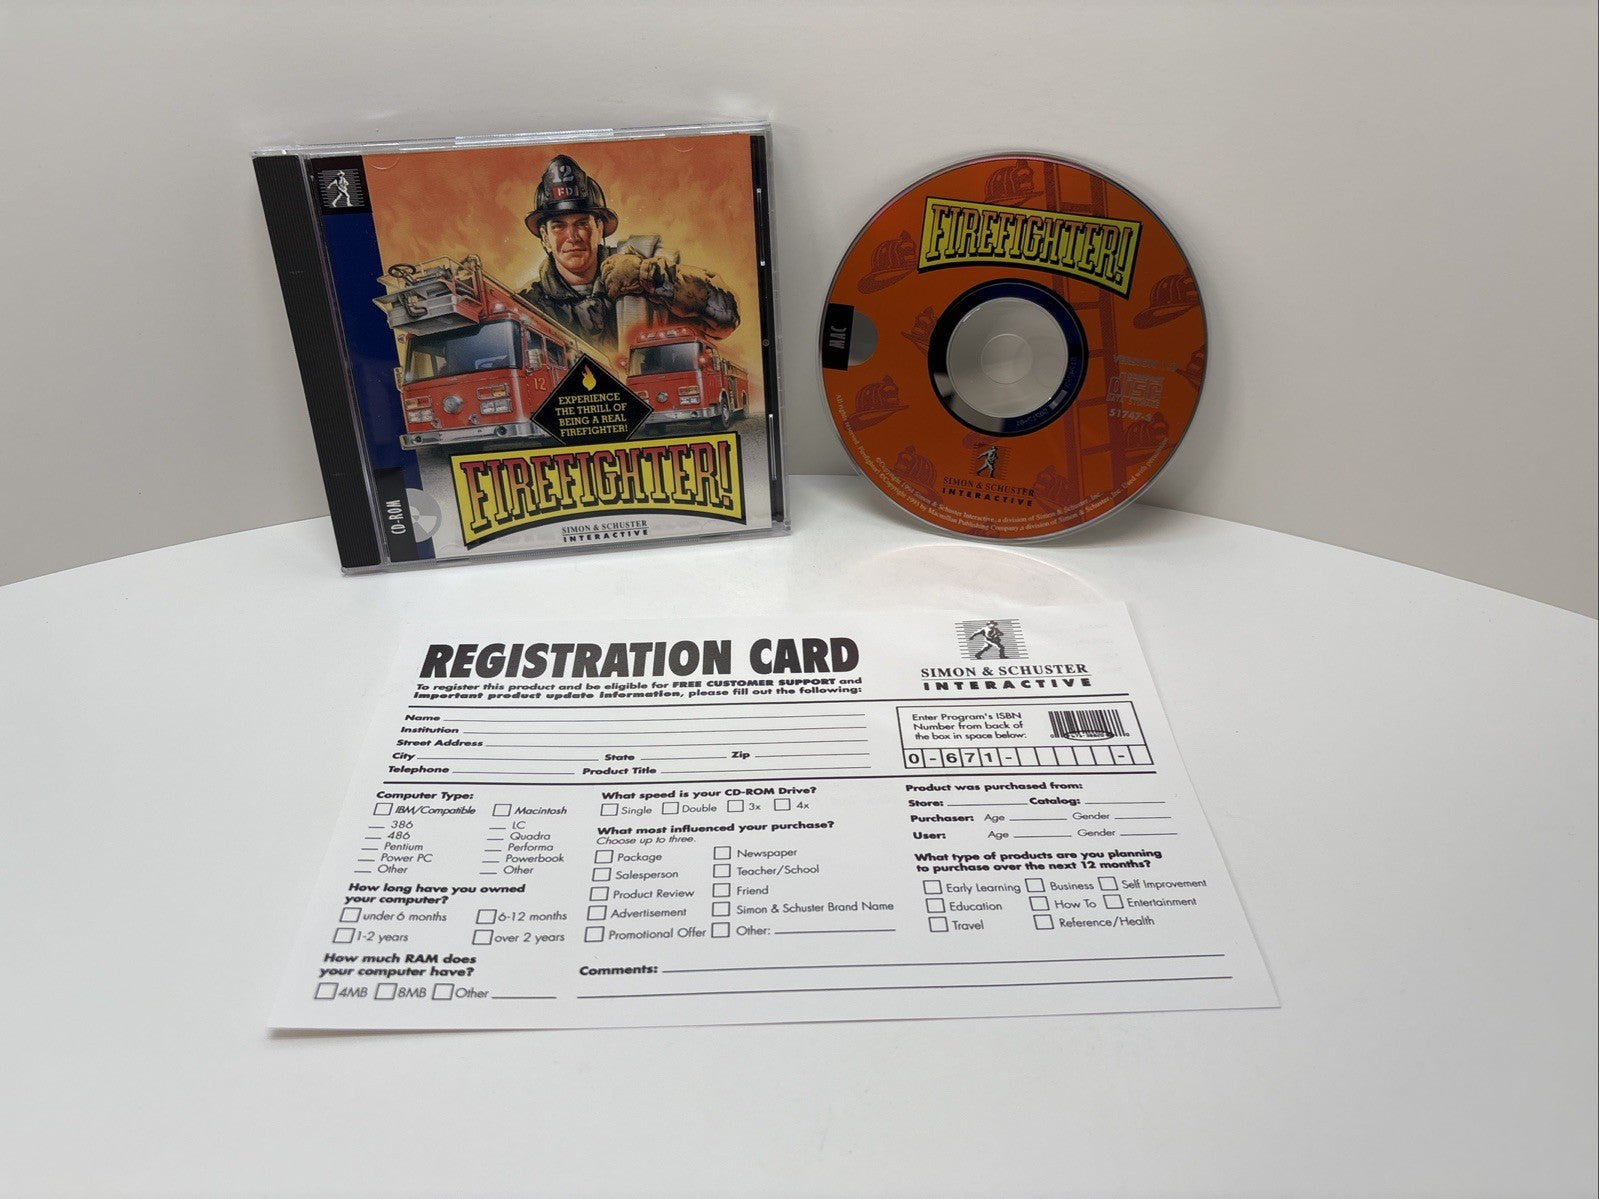 12
FD
12
EXPERIENCE
THE THRILL OF
BEING A REAL
FIREFIGHTER!
FIREFIGHTER!
SIMON & SCHUSTER
INTERACTIVE
CD-ROM
FIREFIGHTER!
MAC
COMPACT
DISC
DATA STORAGE
51747-4
SIMON & SCHUSTER
INTERACTIVE
REGISTRATION CARD
To register this product and be eligible for FREE CUSTOMER SUPPORT and
important product update information, please fill out the following:
SIMON & SCHUSTER
INTERACTIVE
Name
Institution
Street Address
City State Zip
Telephone Product Title
Enter Program's ISBN
Number from back of
the box in space below:
0-671- -
Computer Type:
IBM/Compatible Macintosh
386 LC
486 Quadra
Pentium Performa
Power PC Powerbook
Other Other
How long have you owned
your computer?
under 6 months 6-12 months
1-2 years over 2 years
How much RAM does
your computer have?
4MB 8MB Other
What speed is your CD-ROM Drive?
Single Double 3x 4x
What most influenced your purchase?
Choose up to three.
Package Newspaper
Salesperson Teacher/School
Product Review Friend
Advertisement Simon & Schuster Brand Name
Promotional Offer Other:
Product was purchased from:
Store: Catalog:
Purchaser: Age Gender
User: Age Gender
What type of products are you planning
to purchase over the next 12 months?
Early Learning Business Self Improvement
Education How To Entertainment
Travel Reference/Health
Comments: